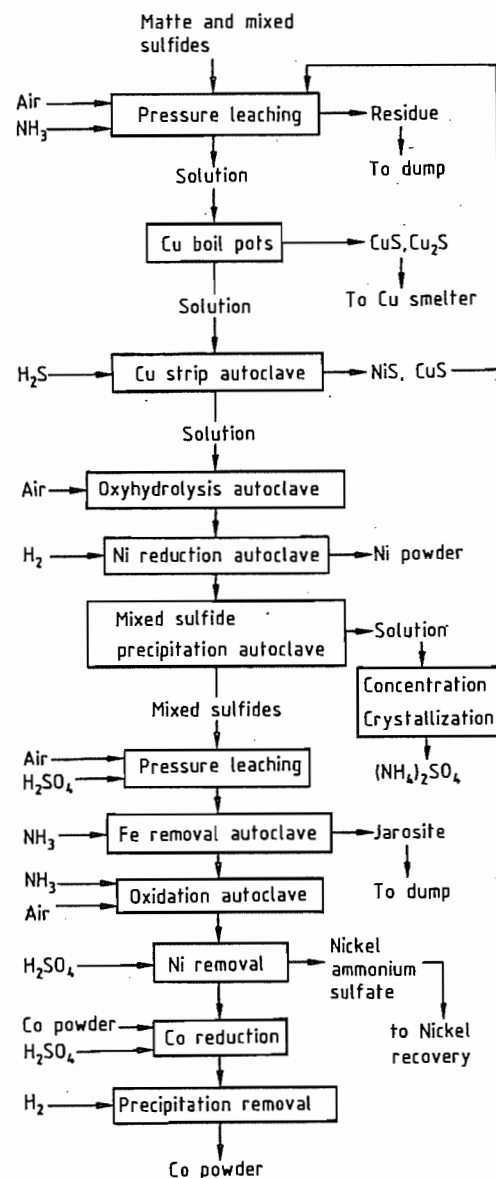 Matte and mixed
sulfides
Air
NH₃
Pressure leaching
Residue
To dump
Solution
Cu boil pots
CuS,Cu₂S
To Cu smelter
Solution
H₂S
Cu strip autoclave
NiS, CuS
Solution
Air
Oxyhydrolysis autoclave
H₂
Ni reduction autoclave
Ni powder
Mixed sulfide
precipitation autoclave
Solution
Concentration
Crystallization
(NH₄)₂SO₄
Mixed sulfides
Air
H₂SO₄
Pressure leaching
NH₃
Fe removal autoclave
Jarosite
To dump
NH₃
Air
Oxidation autoclave
H₂SO₄
Ni removal
Nickel
ammonium
sulfate
to Nickel
recovery
Co powder
H₂SO₄
Co reduction
H₂
Precipitation removal
Co powder